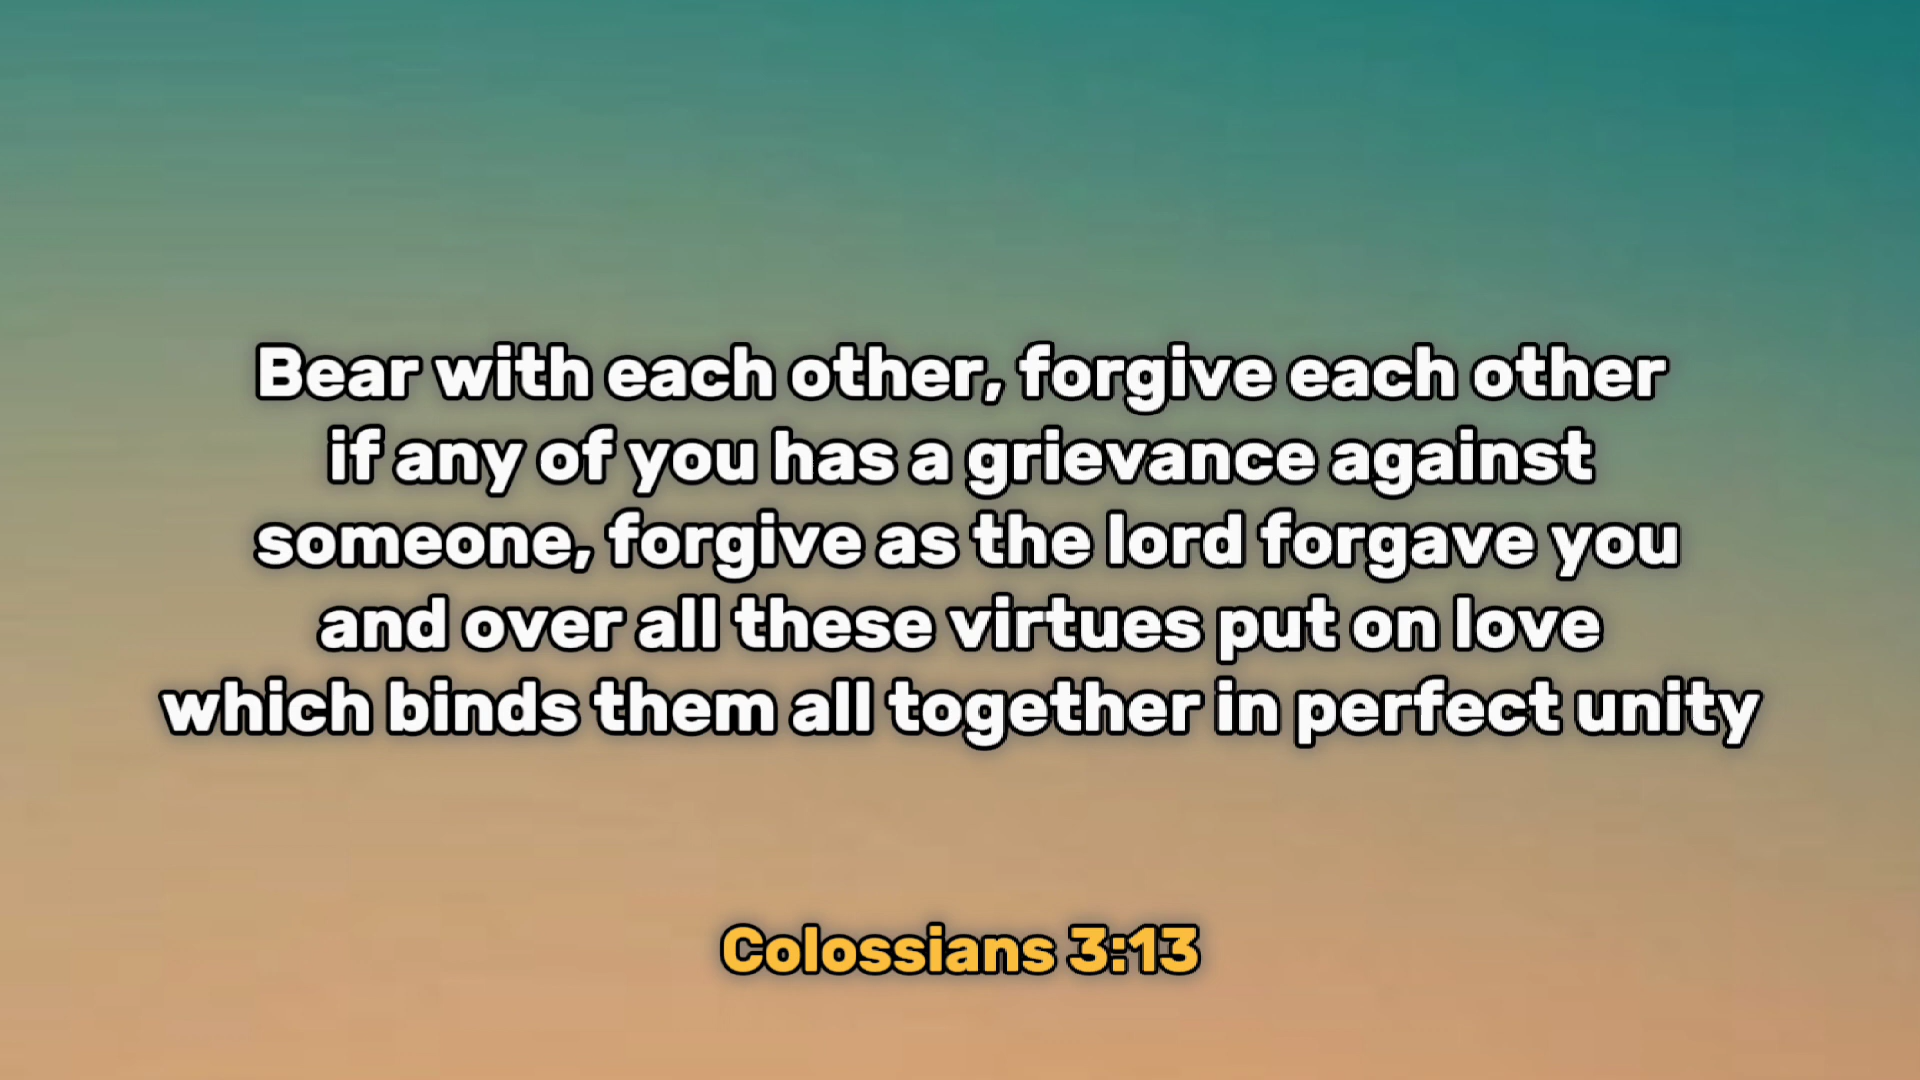 Bear with each other, forgive each other
if any of you has a grievance against
someone, forgive as the lord forgave you
and over all these virtues put on love
which binds them all together in perfect unity
Colossians 3:13